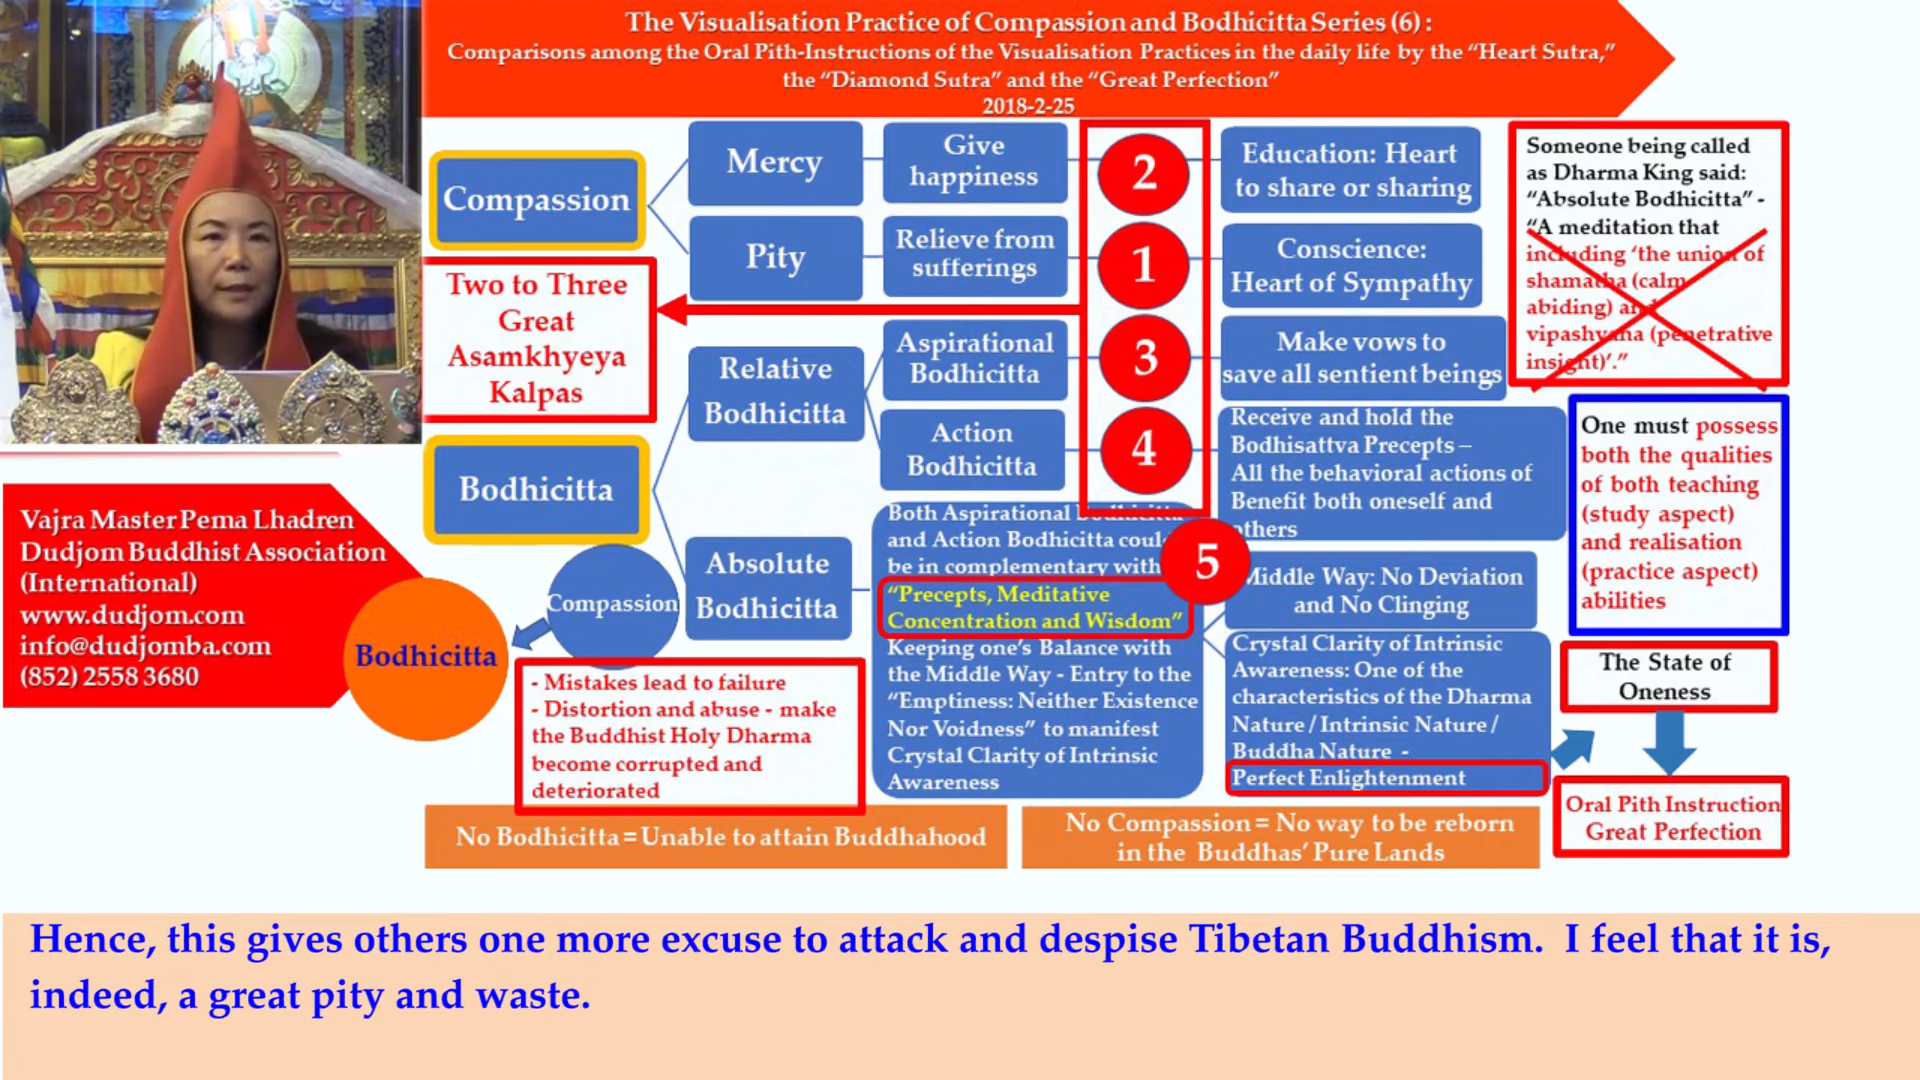 The Visualisation Practice of Compassion and Bodhicitta Series (6) :
Comparisons among the Oral Pith-Instructions of the Visualisation Practices in the daily life by the “Heart Sutra,”
the “Diamond Sutra” and the “Great Perfection”
2018-2-25
Compassion
Mercy
Give
happiness
2
Education: Heart
to share or sharing
Pity
Relieve from
sufferings
1
Conscience:
Heart of Sympathy
Someone being called
as Dharma King said:
“Absolute Bodhicitta” -
“A meditation that
including ‘the union of
shamatha (calm
abiding) and
vipashyana (penetrative
insight)’.”
Two to Three
Great
Asamkhyeya
Kalpas
Bodhicitta
Relative
Bodhicitta
Aspirational
Bodhicitta
3
Make vows to
save all sentient beings
Action
Bodhicitta
4
Receive and hold the
Bodhisattva Precepts –
All the behavioral actions of
Benefit both oneself and
others
One must possess
both the qualities
of both teaching
(study aspect)
and realisation
(practice aspect)
abilities
Absolute
Bodhicitta
Both Aspirational Bodhicitta
and Action Bodhicitta could
be in complementary with
“Precepts, Meditative
Concentration and Wisdom”
Keeping one’s Balance with
the Middle Way - Entry to the
“Emptiness: Neither Existence
Nor Voidness” to manifest
Crystal Clarity of Intrinsic
Awareness
5
Middle Way: No Deviation
and No Clinging
Crystal Clarity of Intrinsic
Awareness: One of the
characteristics of the Dharma
Nature / Intrinsic Nature /
Buddha Nature -
Perfect Enlightenment
The State of
Oneness
Oral Pith Instruction
Great Perfection
Vajra Master Pema Lhadren
Dudjom Buddhist Association
(International)
www.dudjom.com
info@dudjomba.com
(852) 2558 3680
Compassion
Bodhicitta
- Mistakes lead to failure
- Distortion and abuse - make
the Buddhist Holy Dharma
become corrupted and
deteriorated
No Bodhicitta = Unable to attain Buddhahood
No Compassion = No way to be reborn
in the Buddhas’ Pure Lands
Hence, this gives others one more excuse to attack and despise Tibetan Buddhism. I feel that it is,
indeed, a great pity and waste.